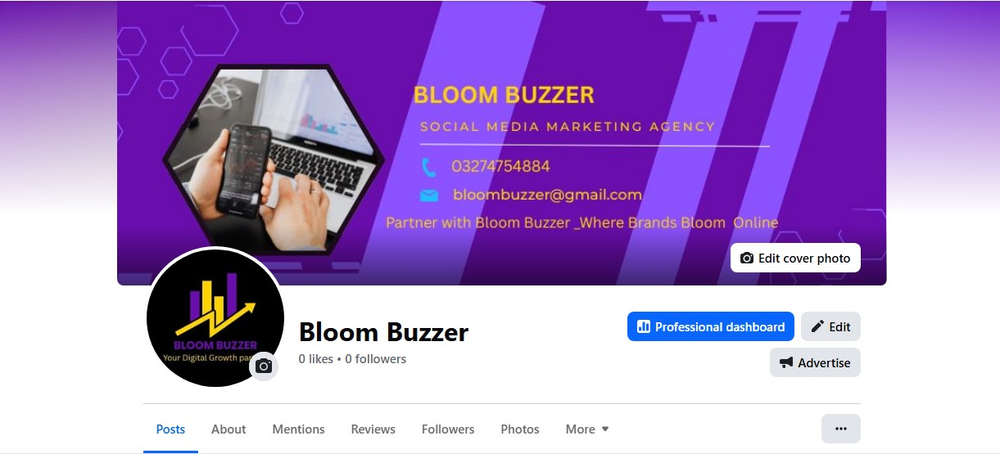 BLOOM BUZZER
SOCIAL MEDIA MARKETING AGENCY
03274754884
bloombuzzer@gmail.com
Partner with Bloom Buzzer _Where Brands Bloom  Online
Edit cover photo
BLOOM BUZZER
Your Digital Growth
Bloom Buzzer
0 likes • 0 followers
Professional dashboard
Edit
Advertise
Posts About Mentions Reviews Followers Photos More